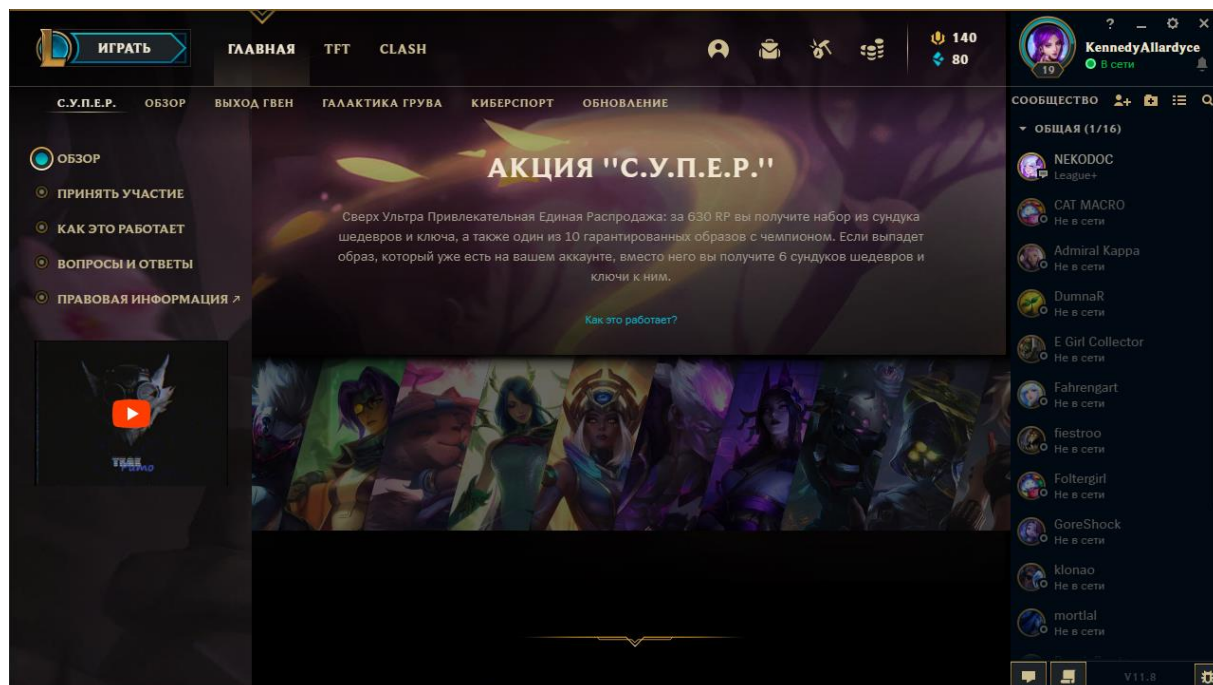 ИГРАТЬ
ГЛАВНАЯ
TFT
CLASH
140
80
?
KennedyAllardyce
В сети
19
С.У.П.Е.Р.
ОБЗОР
ВЫХОД ГВЕН
ГАЛАКТИКА ГРУВА
КИБЕРСПОРТ
ОБНОВЛЕНИЕ
ОБЗОР
ПРИНЯТЬ УЧАСТИЕ
КАК ЭТО РАБОТАЕТ
ВОПРОСЫ И ОТВЕТЫ
ПРАВОВАЯ ИНФОРМАЦИЯ ↗
АКЦИЯ "С.У.П.Е.Р."
Сверх Ультра Привлекательная Единая Распродажа: за 630 RP вы получите набор из сундука
шедевров и ключа, а также один из 10 гарантированных образов с чемпионом. Если выпадет
образ, который уже есть на вашем аккаунте, вместо него вы получите 6 сундуков шедевров и
ключи к ним.
Как это работает?
СООБЩЕСТВО
ОБЩАЯ (1/16)
NEKODOC
League+
CAT MACRO
Не в сети
Admiral Kappa
Не в сети
DumnaR
Не в сети
E Girl Collector
Не в сети
Fahrengart
Не в сети
fiestroo
Не в сети
Foltergirl
Не в сети
GoreShock
Не в сети
klonao
Не в сети
mortlal
Не в сети
V11.8